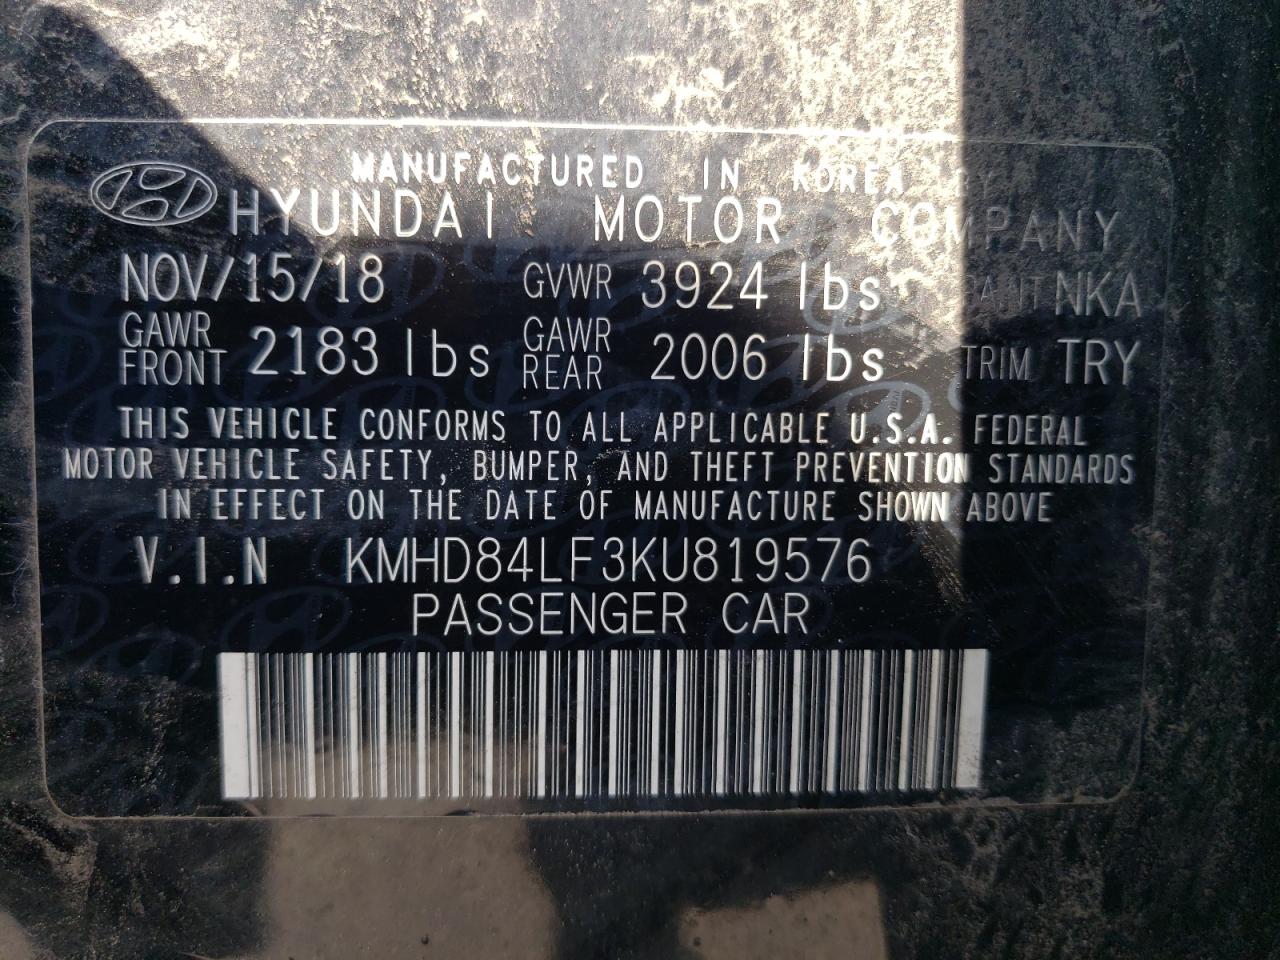 MANUFACTURED IN KOREA
HYUNDAI MOTOR COMPANY
NOV/15/18 GVWR 3924 lbs PAINT NKA
GAWR FRONT 2183 lbs GAWR REAR 2006 lbs TRIM TRY
THIS VEHICLE CONFORMS TO ALL APPLICABLE U.S.A. FEDERAL
MOTOR VEHICLE SAFETY, BUMPER, AND THEFT PREVENTION STANDARDS
IN EFFECT ON THE DATE OF MANUFACTURE SHOWN ABOVE
V.I.N KMHD84LF3KU819576
PASSENGER CAR